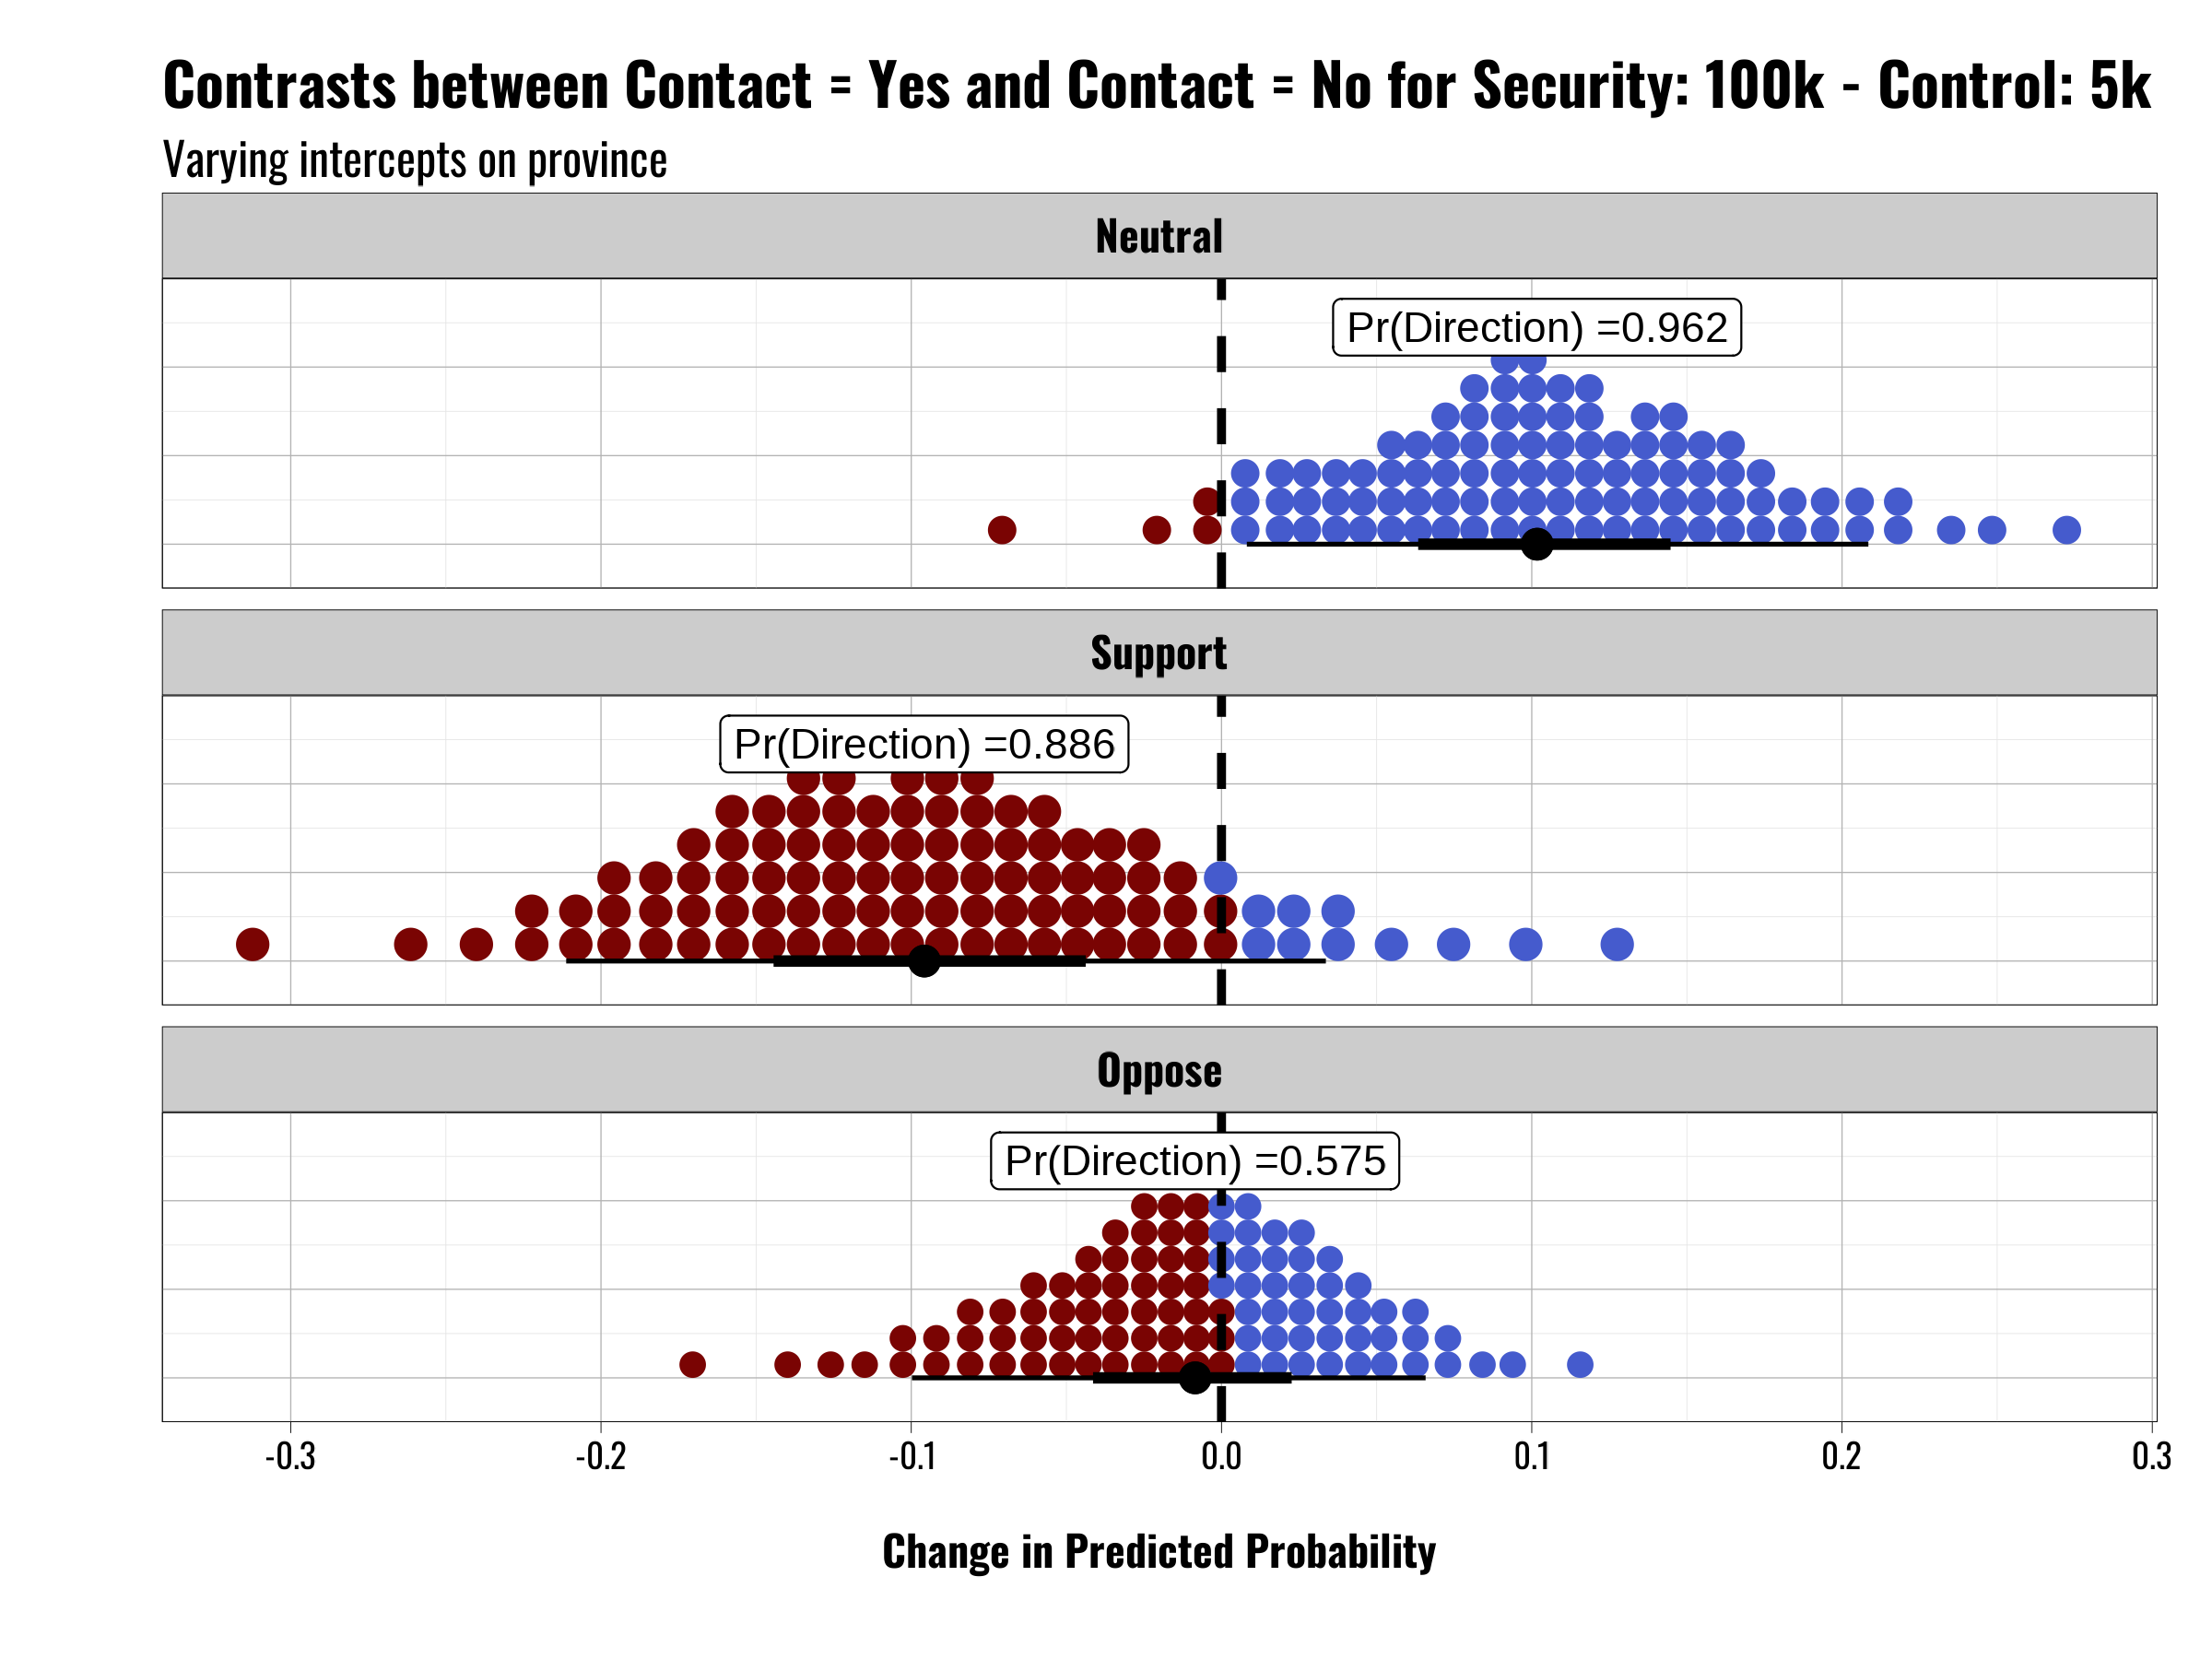 Contrasts between Contact = Yes and Contact = No for Security: 100k - Control: 5k
Varying intercepts on province
Neutral
Pr(Direction) =0.962
Support
Pr(Direction) =0.886
Oppose
Pr(Direction) =0.575
-0.3 -0.2 -0.1 0.0 0.1 0.2 0.3
Change in Predicted Probability